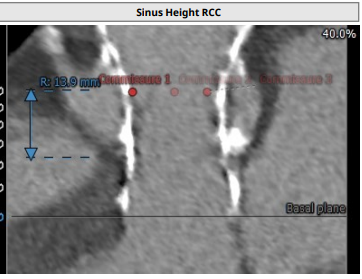 Sinus Height RCC
40.0%
R: 13.9 mm
Commissure 1
Basal plane